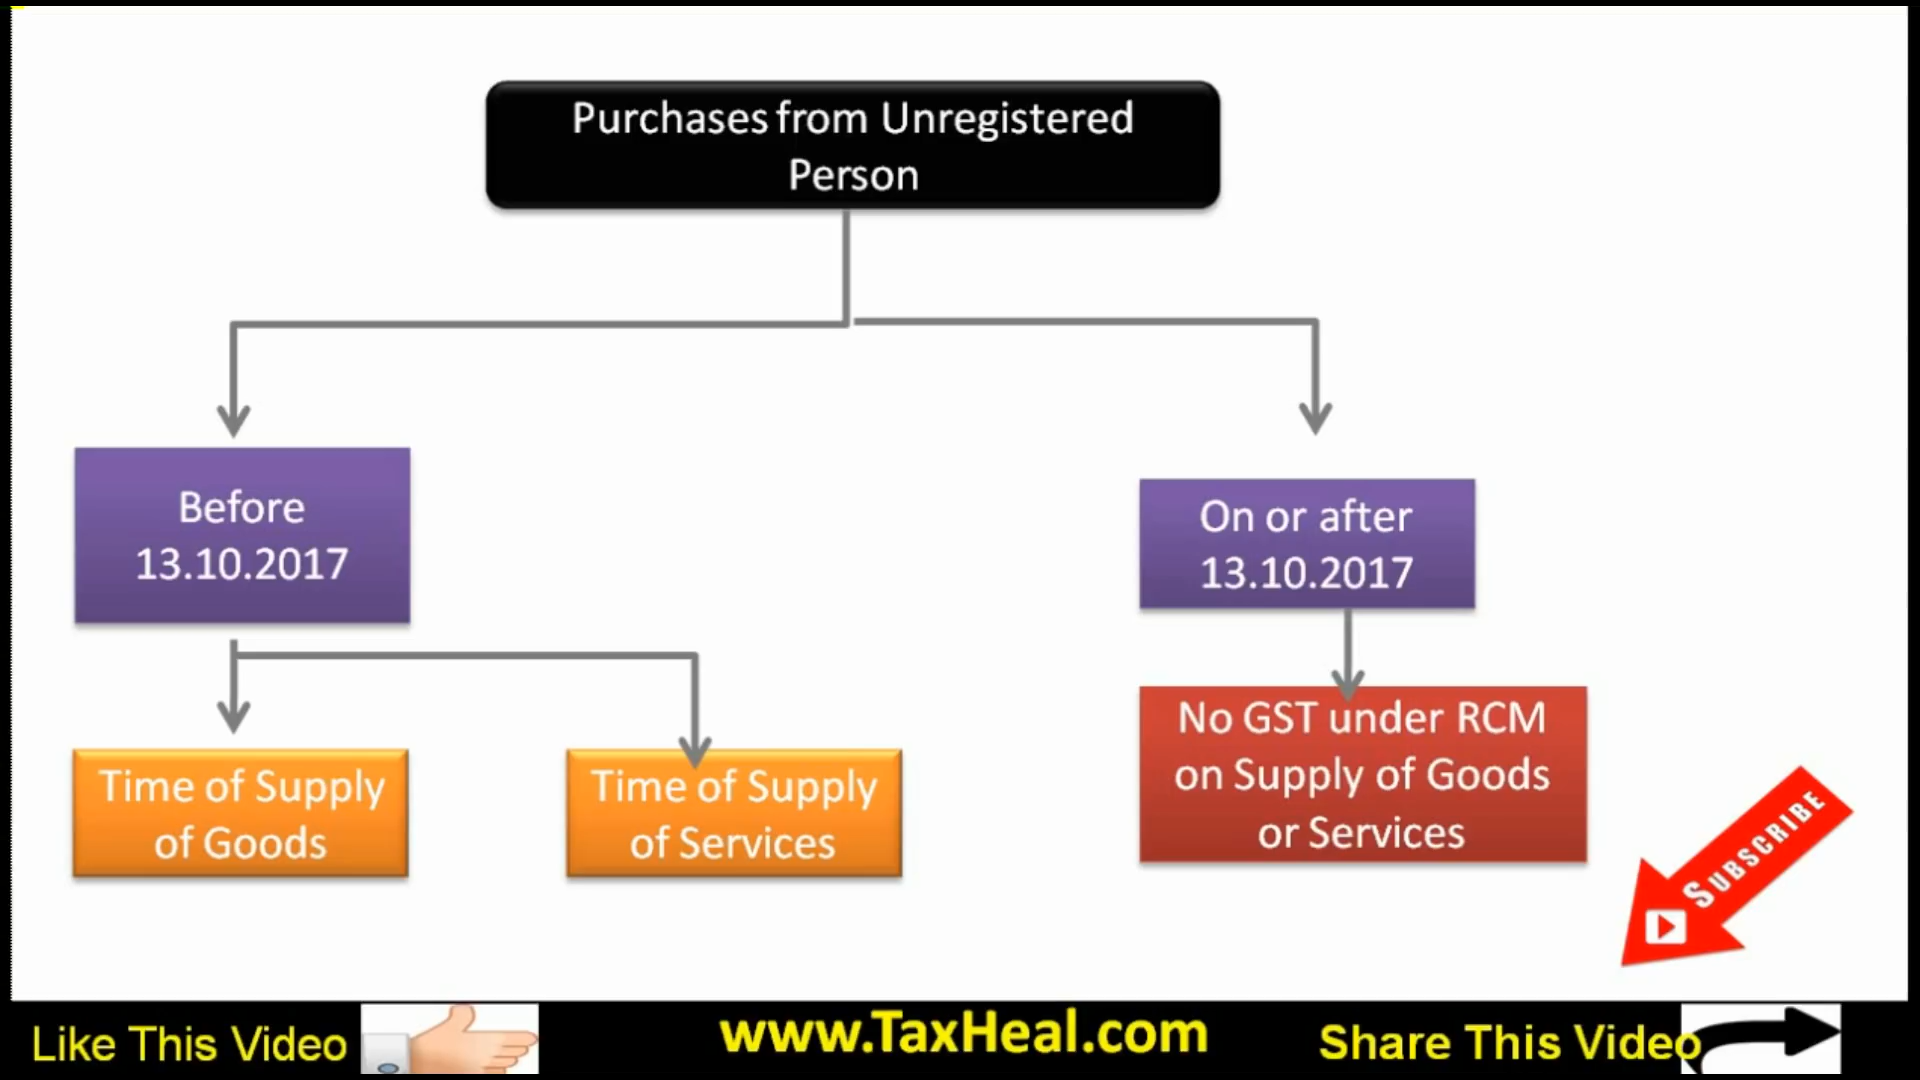 Purchases from Unregistered
Person
Before
13.10.2017
On or after
13.10.2017
Time of Supply
of Goods
Time of Supply
of Services
No GST under RCM
on Supply of Goods
or Services
SUBSCRIBE
Like This Video
www.TaxHeal.com
Share This Video